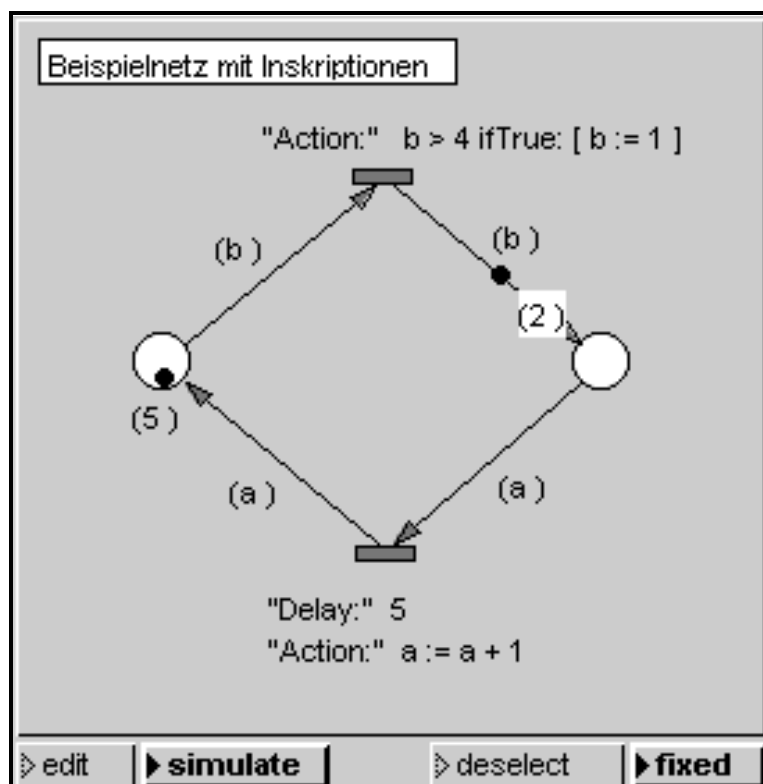 Beispielnetz mit Inskriptionen
"Action:" b > 4 ifTrue: [ b := 1 ]
(b )
(b )
(2 )
(5 )
(a )
(a )
"Delay:" 5
"Action:" a := a + 1
edit
simulate
deselect
fixed